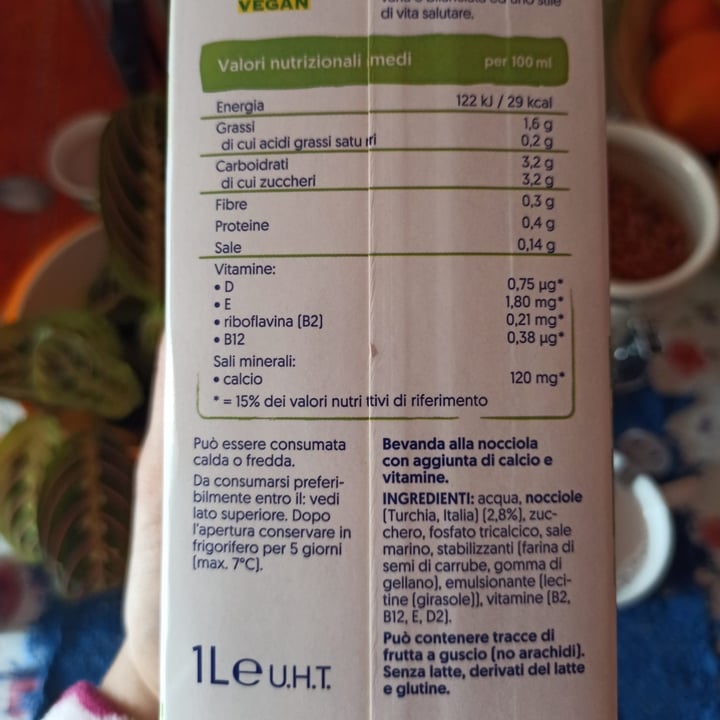 VEGAN
di vita salutare.
Valori nutrizionali medi per 100 ml
Energia 122 kJ / 29 kcal
Grassi 1,6 g
di cui acidi grassi saturi 0,2 g
Carboidrati 3,2 g
di cui zuccheri 3,2 g
Fibre 0,3 g
Proteine 0,4 g
Sale 0,14 g
Vitamine:
• D 0,75 µg*
• E 1,80 mg*
• riboflavina (B2) 0,21 mg*
• B12 0,38 µg*
Sali minerali:
• calcio 120 mg*
* = 15% dei valori nutritivi di riferimento
Può essere consumata
calda o fredda.
Da consumarsi preferi-
bilmente entro il: vedi
lato superiore. Dopo
l'apertura conservare in
frigorifero per 5 giorni
(max. 7°C).
1L e U.H.T.
Bevanda alla nocciola
con aggiunta di calcio e
vitamine.
INGREDIENTI: acqua, nocciole
(Turchia, Italia) (2,8%), zuc-
chero, fosfato tricalcico, sale
marino, stabilizzanti (farina di
semi di carrube, gomma di
gellano), emulsionante (leci-
tine (girasole)), vitamine (B2,
B12, E, D2).
Può contenere tracce di
frutta a guscio (no arachidi).
Senza latte, derivati del latte
e glutine.